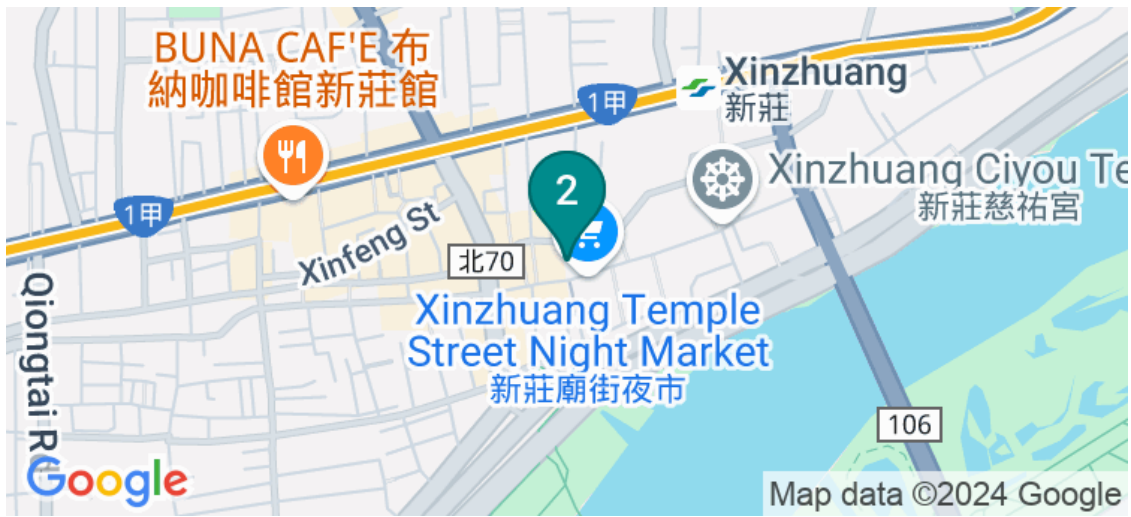 BUNA CAF'E 布
納咖啡館新莊館
1甲
Xinzhuang
新莊
Xinzhuang Ciyou Te
新莊慈祐宮
2
1甲
Xinfeng St
北70
Xinzhuang Temple
Street Night Market
新莊廟街夜市
Qiongtai R
106
Google
Map data ©2024 Google